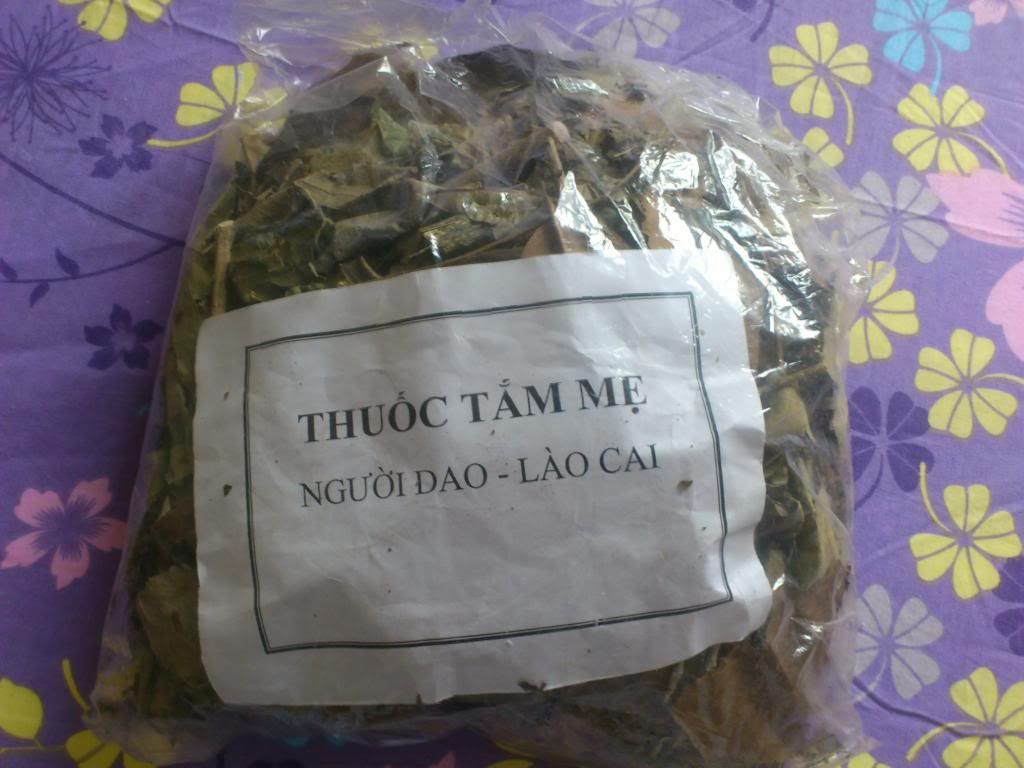 THUỐC TẮM MẸ
NGƯỜI DAO - LÀO CAI